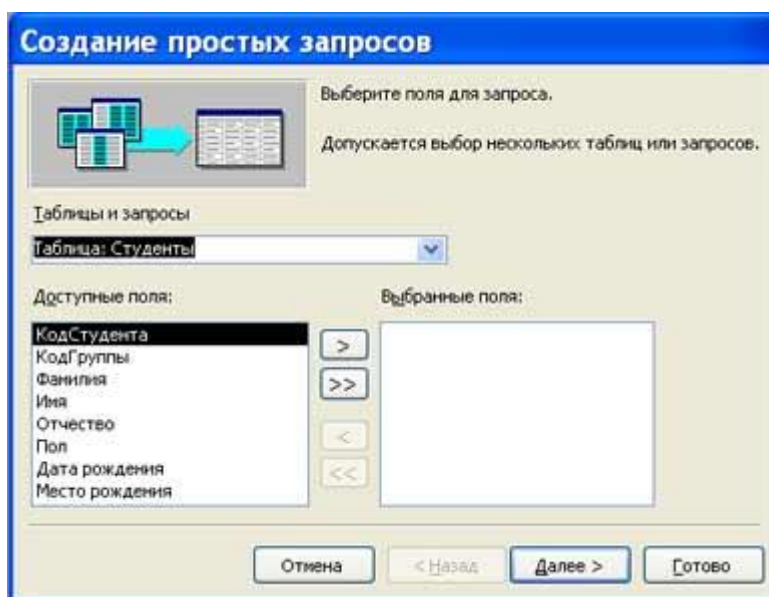 Создание простых запросов
Выберите поля для запроса.
Допускается выбор нескольких таблиц или запросов.
Таблицы и запросы
Таблица: Студенты
Доступные поля:
Выбранные поля:
КодСтудента
КодГруппы
Фамилия
Имя
Отчество
Пол
Дата рождения
Место рождения
>
>>
<
<<
Отмена
< Назад
Далее >
Готово